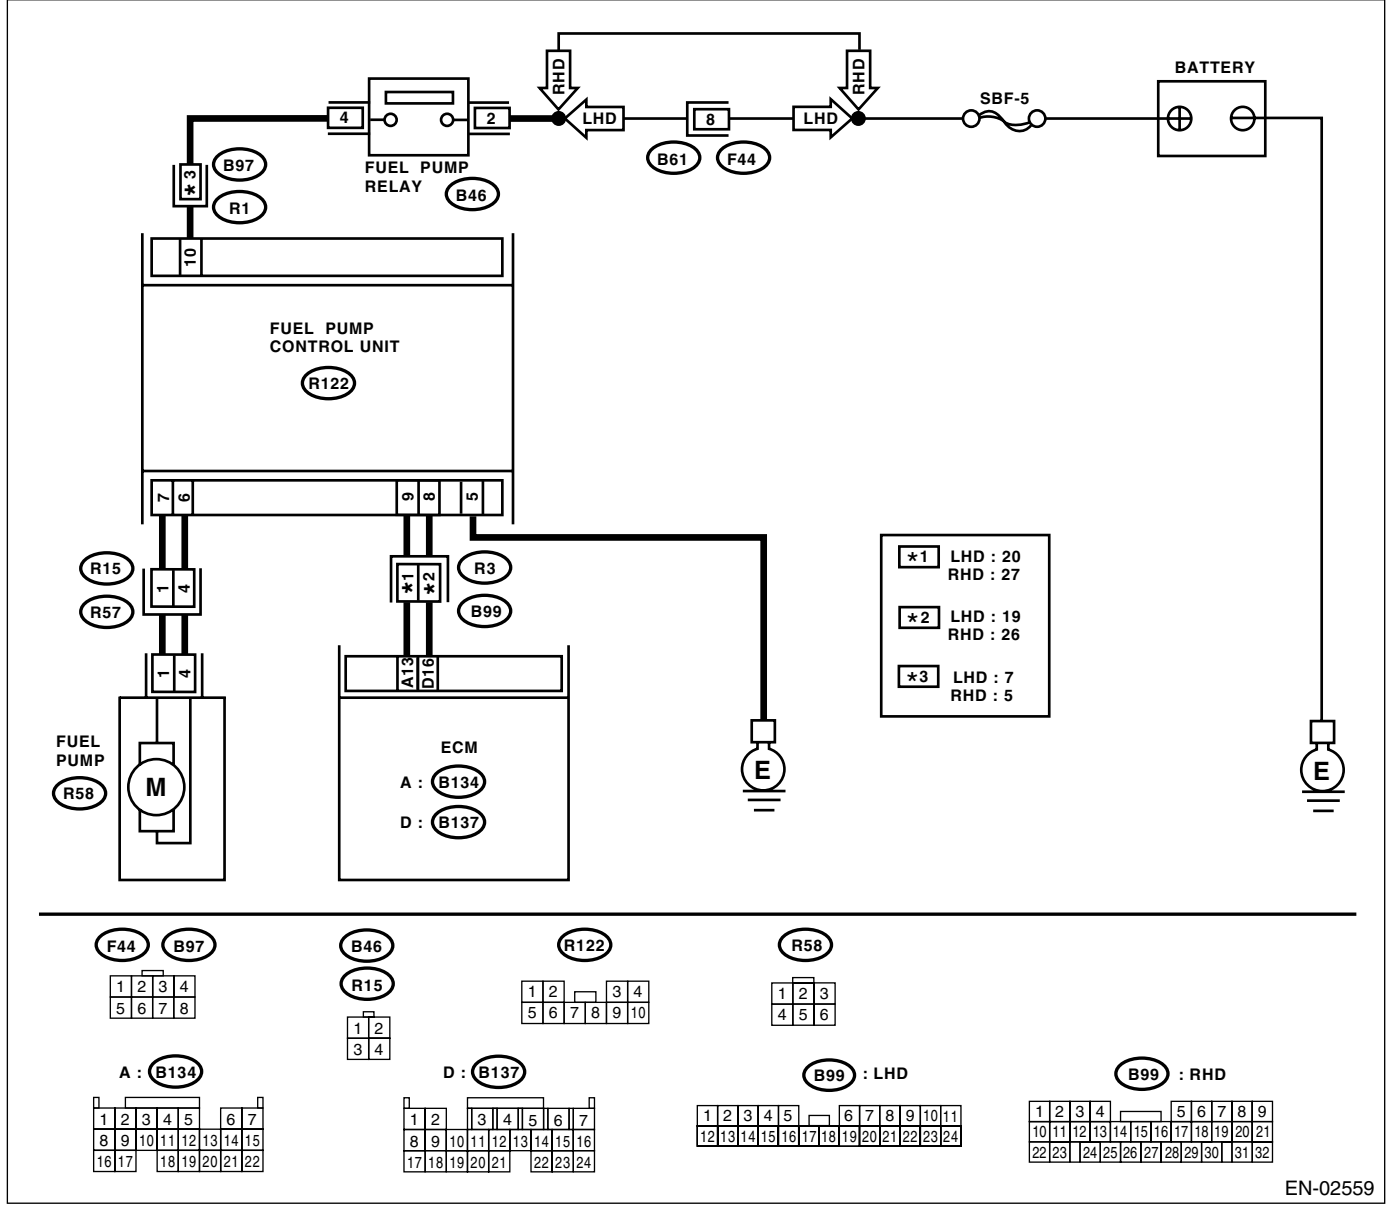 RHD
RHD
BATTERY
SBF-5
4
2
LHD
8
LHD
B97
*3
R1
FUEL PUMP
RELAY
B46
B61
F44
10
FUEL PUMP
CONTROL UNIT
R122
7 6 9 8 5
R15
1 4
R57
*1 *2
R3
B99
*1 LHD : 20
RHD : 27
*2 LHD : 19
RHD : 26
*3 LHD : 7
RHD : 5
1 4
A13 D16
FUEL
PUMP
R58
M
ECM
A : B134
D : B137
E
E
F44 B97
1 2 3 4
5 6 7 8
B46
R15
1 2
3 4
R122
1 2 3 4
5 6 7 8 9 10
R58
1 2 3
4 5 6
A : B134
1 2 3 4 5 6 7
8 9 10 11 12 13 14 15
16 17 18 19 20 21 22
D : B137
1 2 3 4 5 6 7
8 9 10 11 12 13 14 15 16
17 18 19 20 21 22 23 24
B99 : LHD
1 2 3 4 5 6 7 8 9 10 11
12 13 14 15 16 17 18 19 20 21 22 23 24
B99 : RHD
1 2 3 4 5 6 7 8 9
10 11 12 13 14 15 16 17 18 19 20 21
22 23 24 25 26 27 28 29 30 31 32
EN-02559